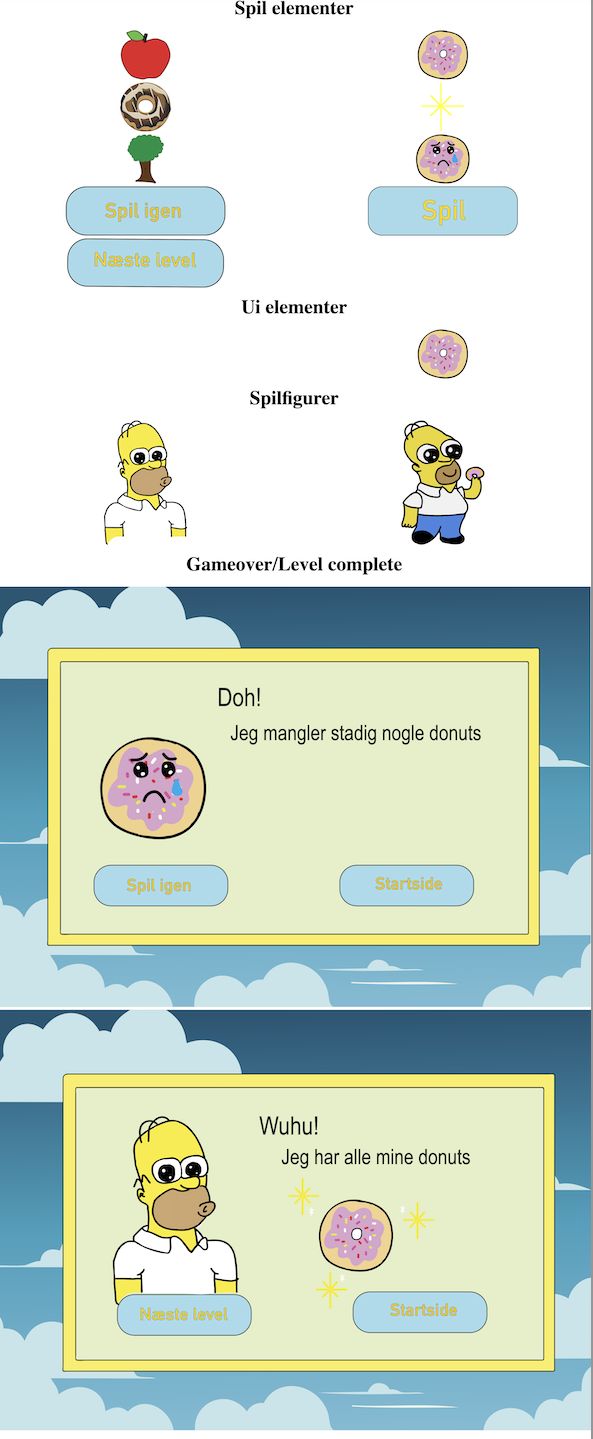 Spil elementer
Spil igen
Spil
Næste level
Ui elementer
Spilfigurer
Gameover/Level complete
Doh!
Jeg mangler stadig nogle donuts
Spil igen
Startside
Wuhu!
Jeg har alle mine donuts
Næste level
Startside